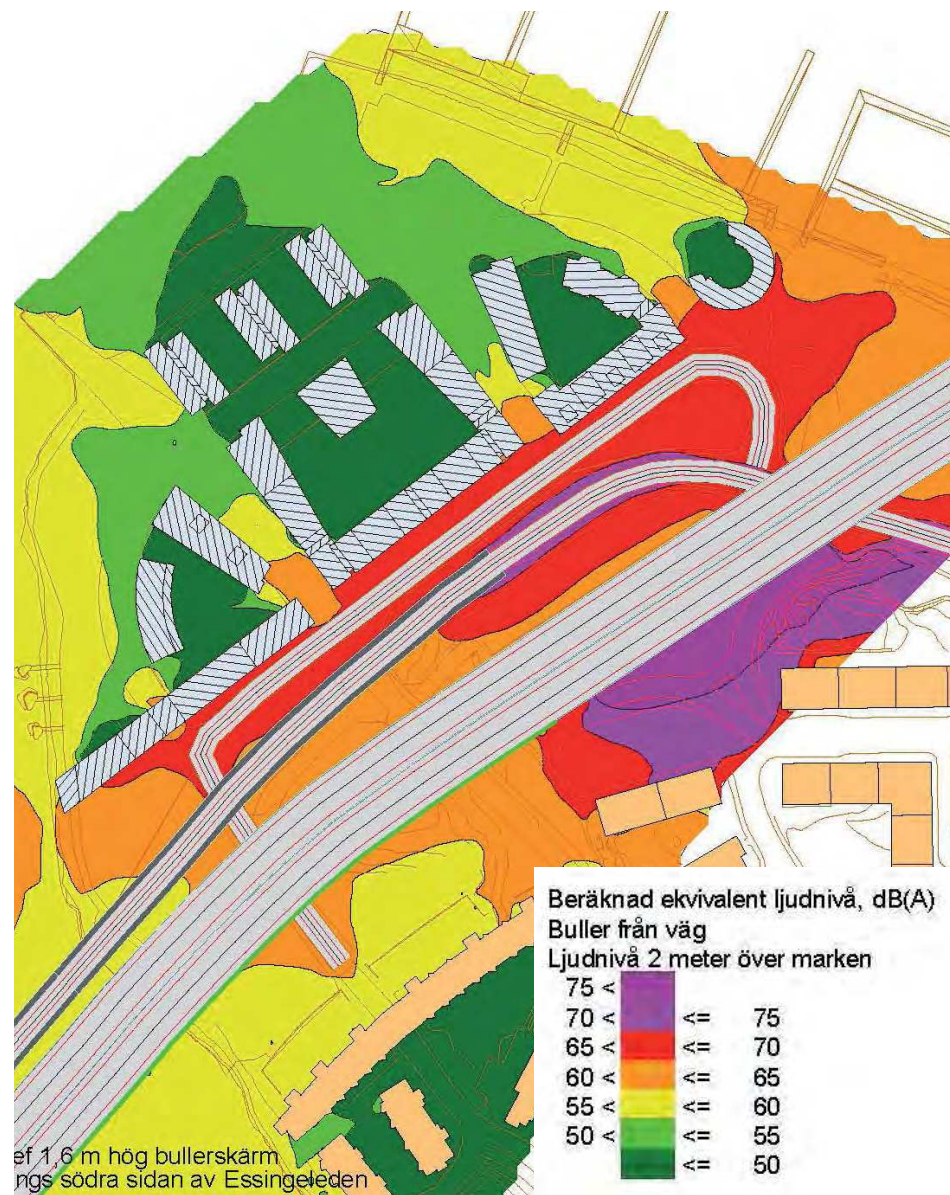 Beräknad ekvivalent ljudnivå, dB(A)
Buller från väg
Ljudnivå 2 meter över marken
75 <
70 < <= 75
65 < <= 70
60 < <= 65
55 < <= 60
50 < <= 55
<= 50
ef 1,6 m hög bullerskärm
ngs södra sidan av Essingeleden